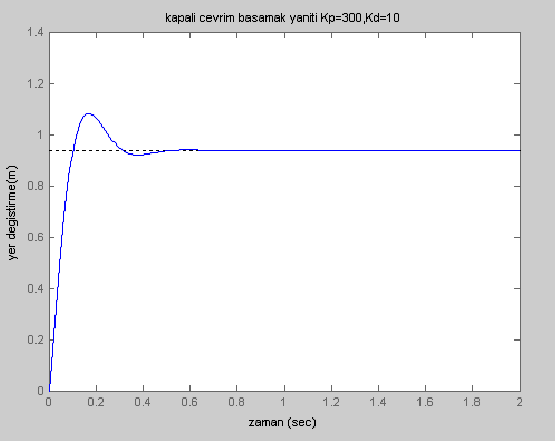 kapali cevrim basamak yaniti Kp=300,Kd=10
1.4
1.2
1
0.8
0.6
0.4
0.2
0
yer degistirme(m)
0 0.2 0.4 0.6 0.8 1 1.2 1.4 1.6 1.8 2
zaman (sec)